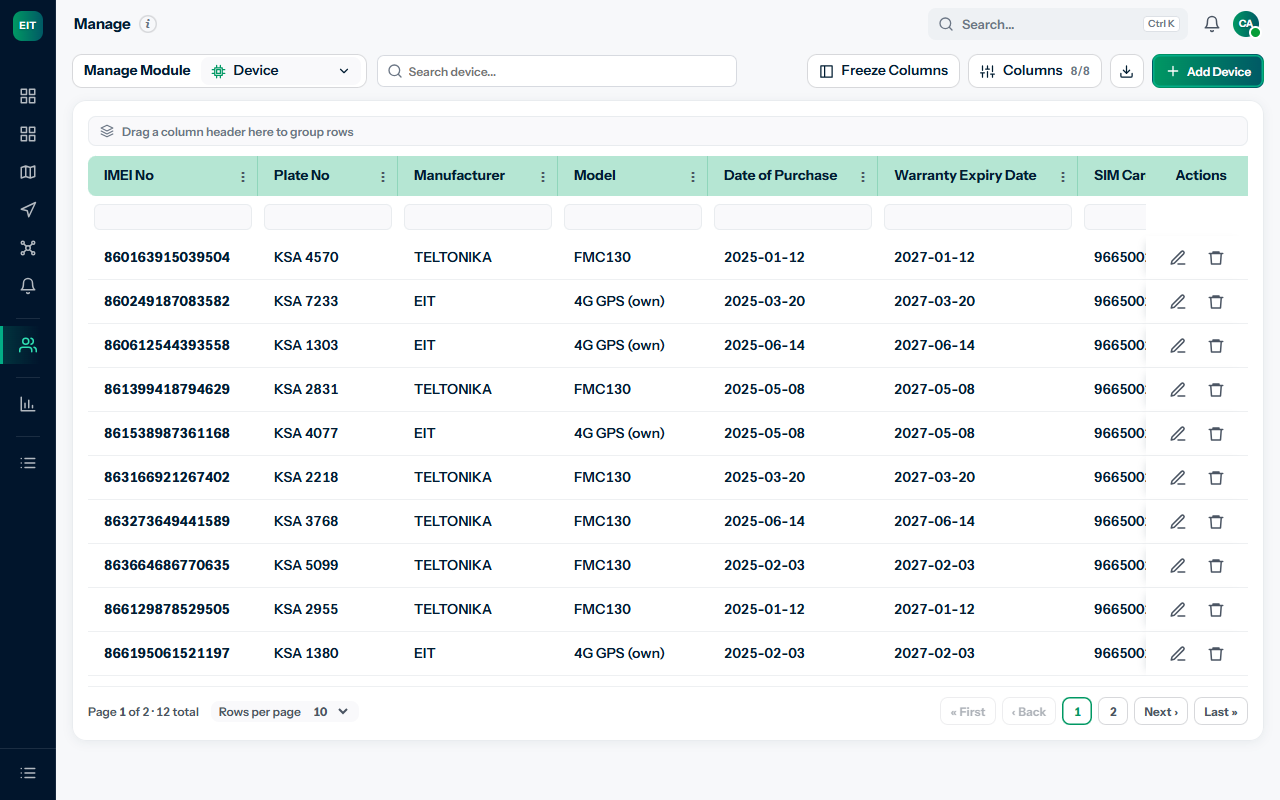 EIT
Manage
Search...
Ctrl K
CA
Manage Module
Device
Search device...
Freeze Columns
Columns 8/8
Add Device
Drag a column header here to group rows
IMEI No Plate No Manufacturer Model Date of Purchase Warranty Expiry Date SIM Car Actions
860163915039504 KSA 4570 TELTONIKA FMC130 2025-01-12 2027-01-12 966500
860249187083582 KSA 7233 EIT 4G GPS (own) 2025-03-20 2027-03-20 966500
860612544393558 KSA 1303 EIT 4G GPS (own) 2025-06-14 2027-06-14 966500
861399418794629 KSA 2831 TELTONIKA FMC130 2025-05-08 2027-05-08 966500
861538987361168 KSA 4077 EIT 4G GPS (own) 2025-05-08 2027-05-08 966500
863166921267402 KSA 2218 TELTONIKA FMC130 2025-03-20 2027-03-20 966500
863273649441589 KSA 3768 TELTONIKA FMC130 2025-06-14 2027-06-14 966500
863664686770635 KSA 5099 TELTONIKA FMC130 2025-02-03 2027-02-03 966500
866129878529505 KSA 2955 TELTONIKA FMC130 2025-01-12 2027-01-12 966500
866195061521197 KSA 1380 EIT 4G GPS (own) 2025-02-03 2027-02-03 966500
Page 1 of 2 · 12 total
Rows per page 10
« First ‹ Back 1 2 Next › Last »